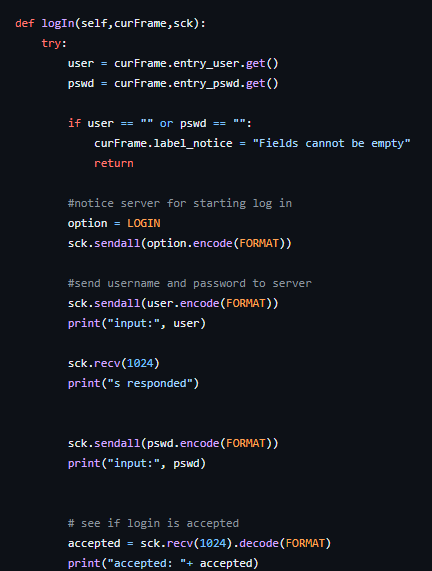 def logIn(self,curFrame,sck):
try:
user = curFrame.entry_user.get()
pswd = curFrame.entry_pswd.get()
if user == "" or pswd == "":
curFrame.label_notice = "Fields cannot be empty"
return
#notice server for starting log in
option = LOGIN
sck.sendall(option.encode(FORMAT))
#send username and password to server
sck.sendall(user.encode(FORMAT))
print("input:", user)
sck.recv(1024)
print("s responded")
sck.sendall(pswd.encode(FORMAT))
print("input:", pswd)
# see if login is accepted
accepted = sck.recv(1024).decode(FORMAT)
print("accepted: "+ accepted)